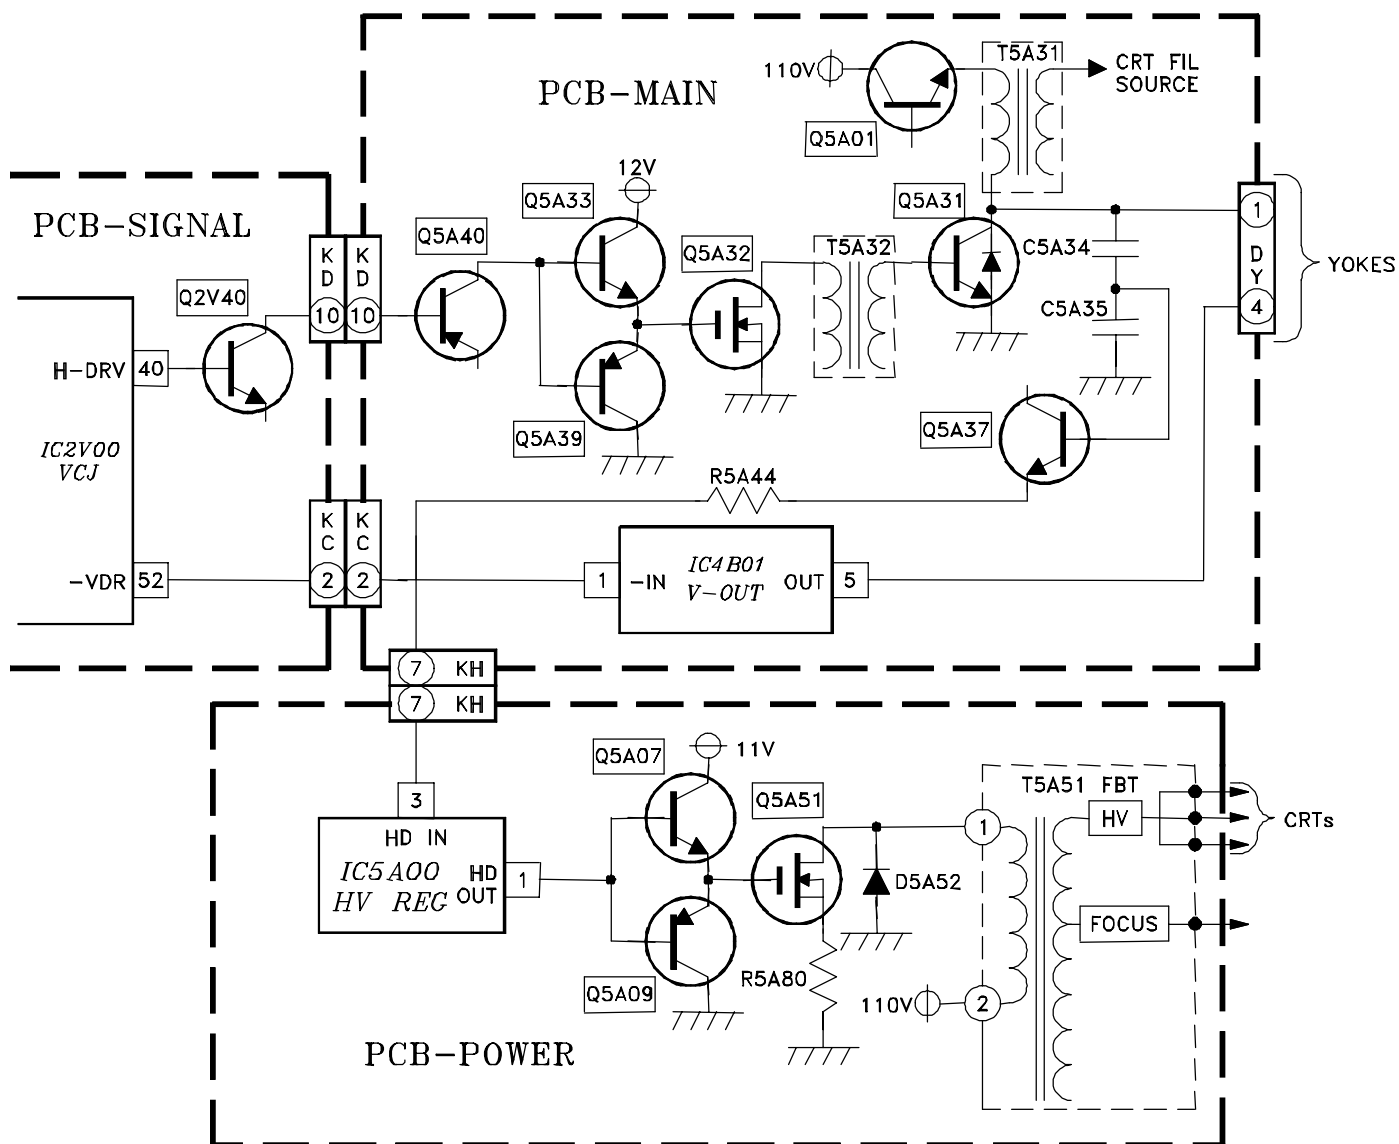 PCB-MAIN
110V
T5A31
CRT FIL
SOURCE
Q5A01
PCB-SIGNAL
12V
Q5A33
Q5A31
K
D
10
K
D
10
Q5A40
Q5A32
T5A32
C5A34
1
D
Y
4
YOKES
Q2V40
C5A35
H-DRV
40
Q5A39
Q5A37
IC2V00
VCJ
R5A44
K
C
2
K
C
2
-VDR
52
1
-IN
IC4B01
V-OUT
OUT
5
7
KH
7
KH
Q5A07
11V
Q5A51
T5A51 FBT
HV
CRTs
3
HD IN
IC5A00
HV REG
HD
OUT
1
1
D5A52
FOCUS
Q5A09
R5A80
110V
2
PCB-POWER